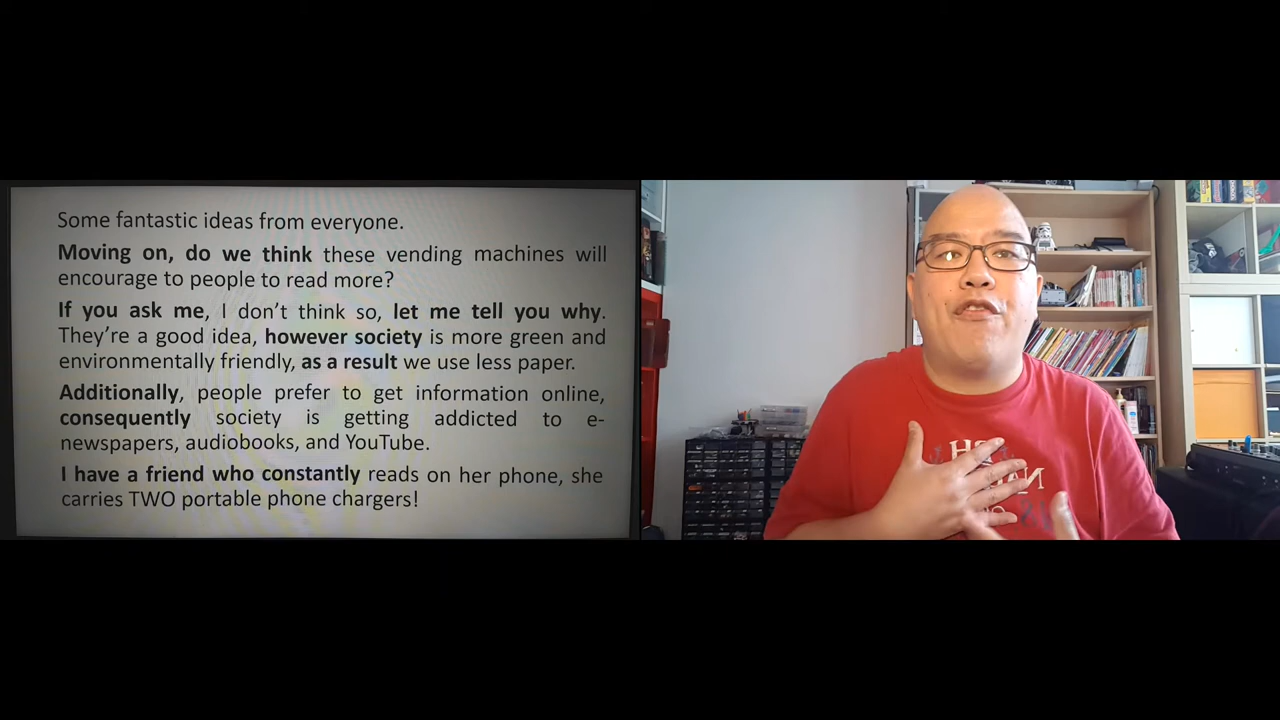 Some fantastic ideas from everyone.
Moving on, do we think these vending machines will
encourage to people to read more?
If you ask me, I don't think so, let me tell you why.
They're a good idea, however society is more green and
environmentally friendly, as a result we use less paper.
Additionally, people prefer to get information online,
consequently society is getting addicted to e-
newspapers, audiobooks, and YouTube.
I have a friend who constantly reads on her phone, she
carries TWO portable phone chargers!